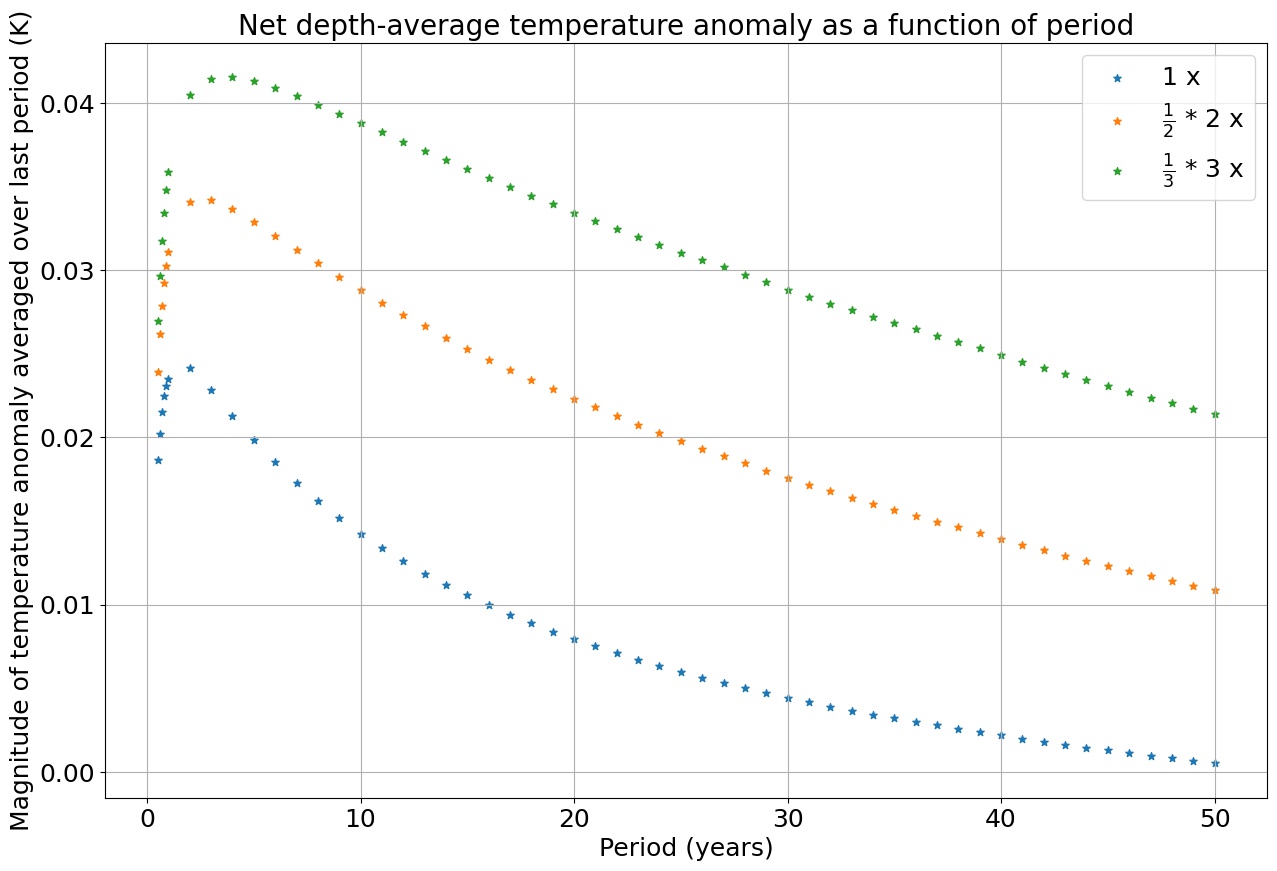 Net depth-average temperature anomaly as a function of period
Magnitude of temperature anomaly averaged over last period (K)
0.04
0.03
0.02
0.01
0.00
1 x
1/2 * 2 x
1/3 * 3 x
0 10 20 30 40 50
Period (years)